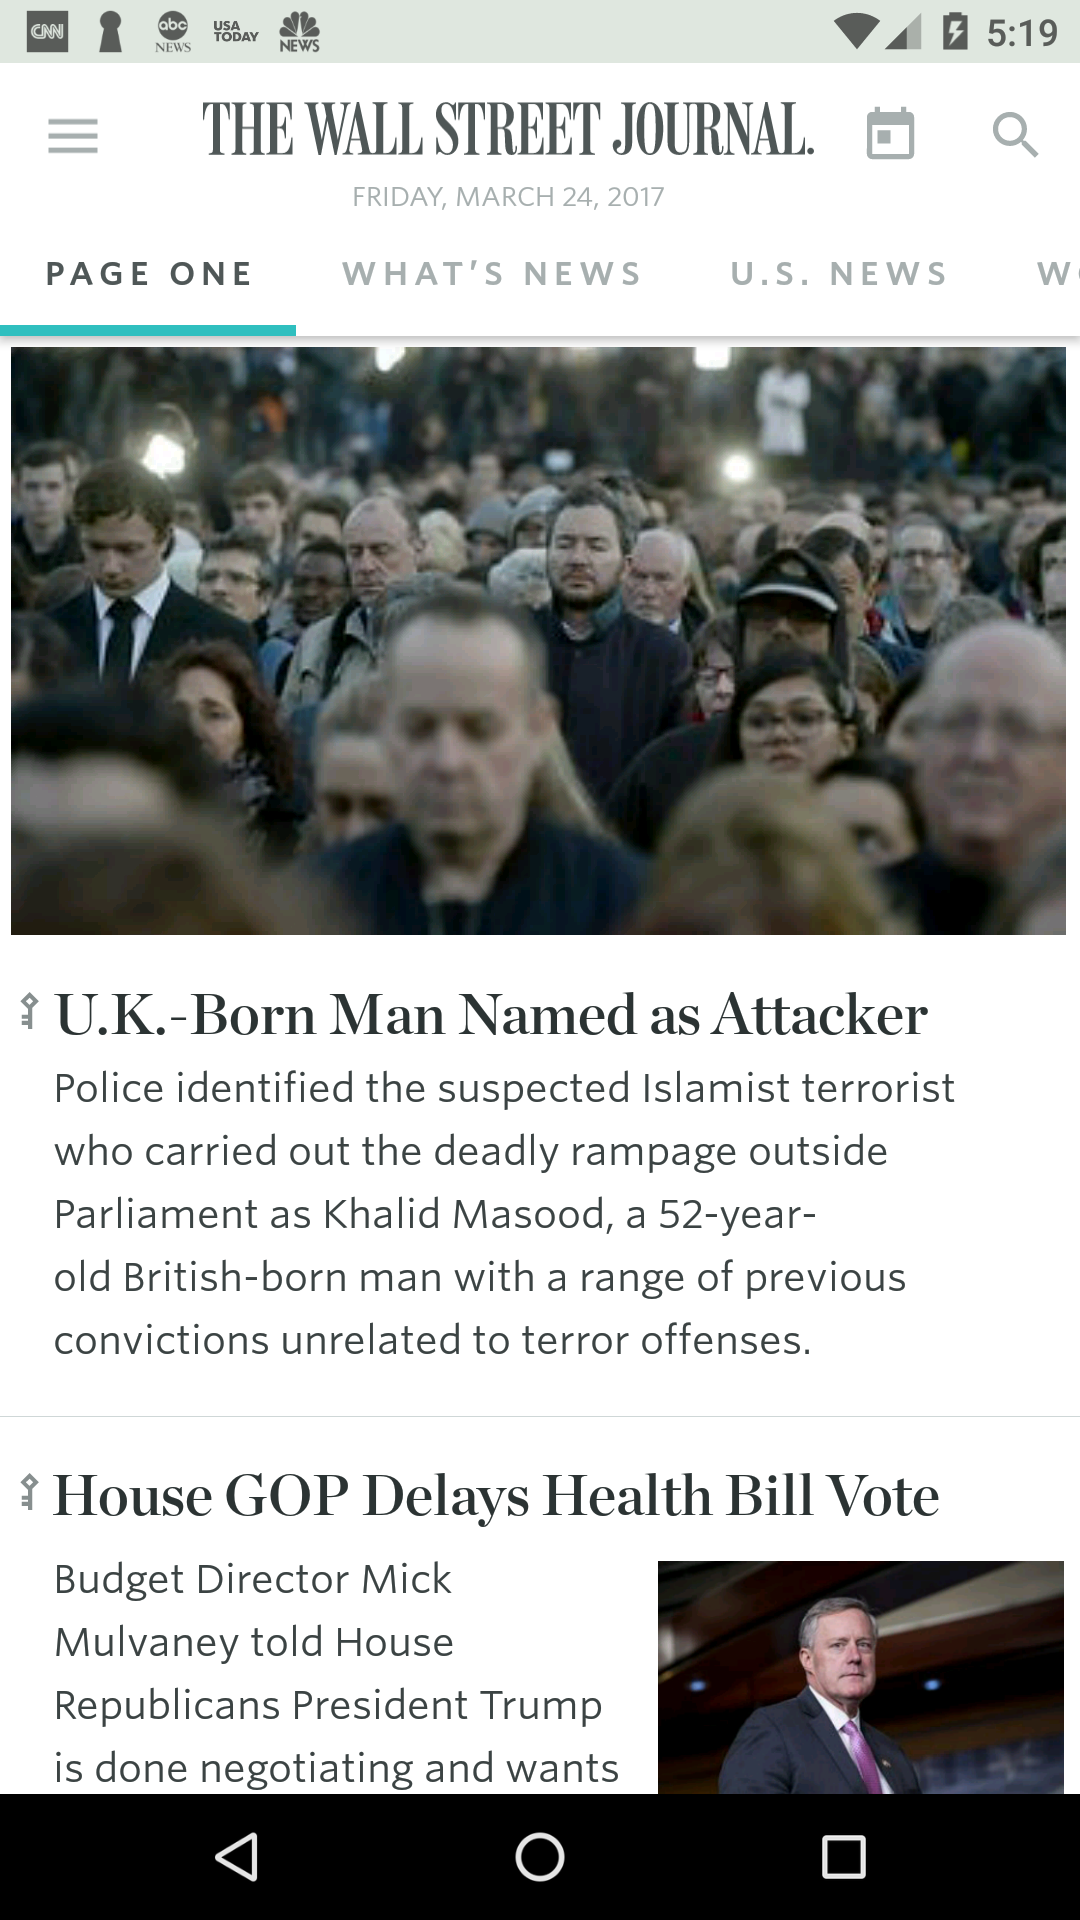 CNN abc NEWS USA TODAY NEWS 5:19
THE WALL STREET JOURNAL.
FRIDAY, MARCH 24, 2017
PAGE ONE WHAT'S NEWS U.S. NEWS
U.K.-Born Man Named as Attacker
Police identified the suspected Islamist terrorist
who carried out the deadly rampage outside
Parliament as Khalid Masood, a 52-year-
old British-born man with a range of previous
convictions unrelated to terror offenses.
House GOP Delays Health Bill Vote
Budget Director Mick
Mulvaney told House
Republicans President Trump
is done negotiating and wants